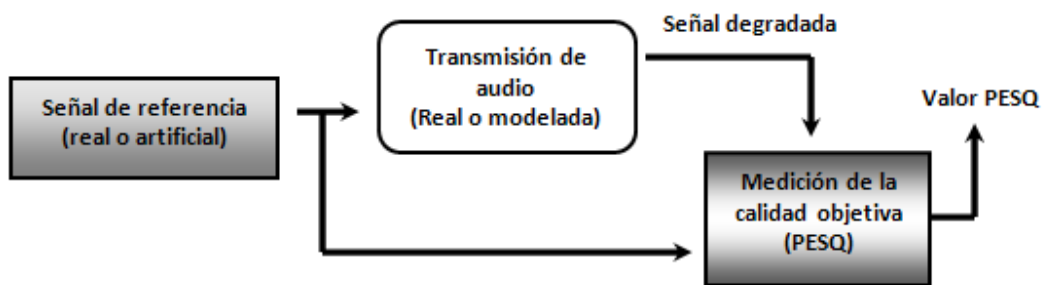 Señal de referencia
(real o artificial)
Transmisión de
audio
(Real o modelada)
Señal degradada
Medición de la
calidad objetiva
(PESQ)
Valor PESQ